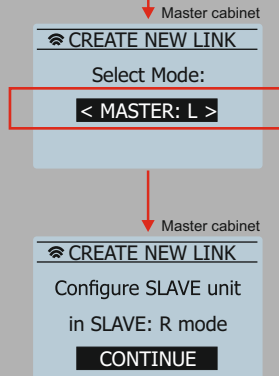 Master cabinet
CREATE NEW LINK
Select Mode:
< MASTER: L >
Master cabinet
CREATE NEW LINK
Configure SLAVE unit
in SLAVE: R mode
CONTINUE